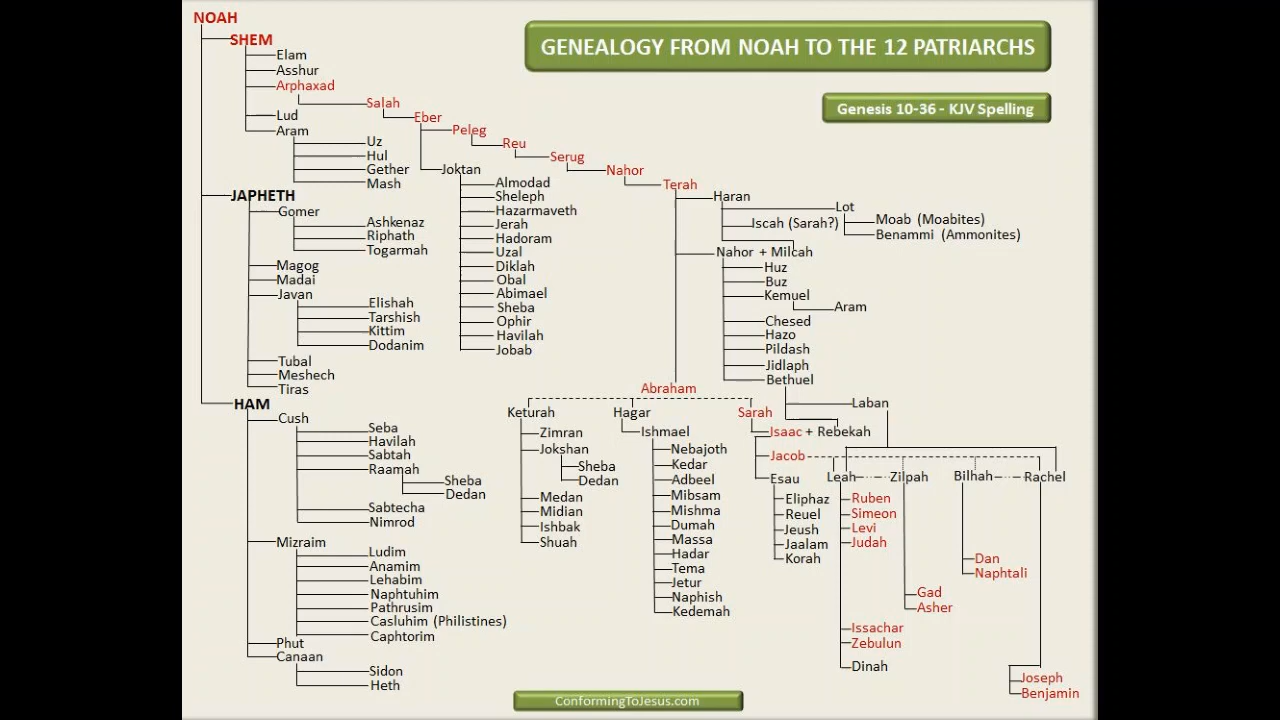 NOAH
GENEALOGY FROM NOAH TO THE 12 PATRIARCHS
Genesis 10-36 - KJV Spelling
SHEM
Elam
Asshur
Arphaxad
Salah
Eber
Peleg
Reu
Serug
Nahor
Terah
Lud
Aram
Uz
Hul
Gether
Mash
Joktan
Almodad
Sheleph
Hazarmaveth
Jerah
Hadoram
Uzal
Diklah
Obal
Abimael
Sheba
Ophir
Havilah
Jobab
JAPHETH
Gomer
Ashkenaz
Riphath
Togarmah
Magog
Madai
Javan
Elishah
Tarshish
Kittim
Dodanim
Tubal
Meshech
Tiras
HAM
Cush
Seba
Havilah
Sabtah
Raamah
Sheba
Dedan
Sabtecha
Nimrod
Mizraim
Ludim
Anamim
Lehabim
Naphtuhim
Pathrusim
Casluhim (Philistines)
Caphtorim
Phut
Canaan
Sidon
Heth
Haran
Lot
Moab (Moabites)
Benammi (Ammonites)
Iscah (Sarah?)
Nahor + Milcah
Huz
Buz
Kemuel
Aram
Chesed
Hazo
Pildash
Jidlaph
Bethuel
Laban
Abraham
Keturah
Zimran
Jokshan
Sheba
Dedan
Medan
Midian
Ishbak
Shuah
Hagar
Ishmael
Nebajoth
Kedar
Adbeel
Mibsam
Mishma
Dumah
Massa
Hadar
Tema
Jetur
Naphish
Kedemah
Sarah
Isaac + Rebekah
Jacob
Esau
Eliphaz
Reuel
Jeush
Jaalam
Korah
Leah
Zilpah
Bilhah
Rachel
Ruben
Simeon
Levi
Judah
Dan
Naphtali
Gad
Asher
Issachar
Zebulun
Dinah
Joseph
Benjamin
ConformingToJesus.com